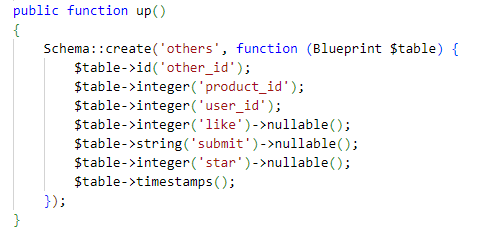 public function up()
{
    Schema::create('others', function (Blueprint $table) {
        $table->id('other_id');
        $table->integer('product_id');
        $table->integer('user_id');
        $table->integer('like')->nullable();
        $table->string('submit')->nullable();
        $table->integer('star')->nullable();
        $table->timestamps();
    });
}